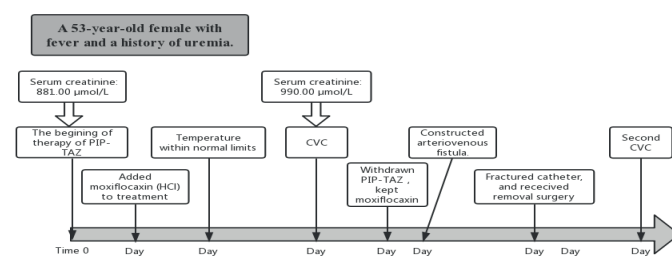 A 53-year-old female with
fever and a history of uremia.
Serum creatinine:
881.00 μmol/L
Serum creatinine:
990.00 μmol/L
The begining of
therapy of PIP-
TAZ
Temperature
within normal limits
CVC
Constructed
arteriovenous
fistula.
Second
CVC
Added
moxiflocaxin (HCl)
to treatment
Withdrawn
PIP-TAZ ,
kept
moxiflocaxin
Fractured catheter,
and rececived
removal surgery
Time 0
Day
Day
Day
Day
Day
Day
Day
Day